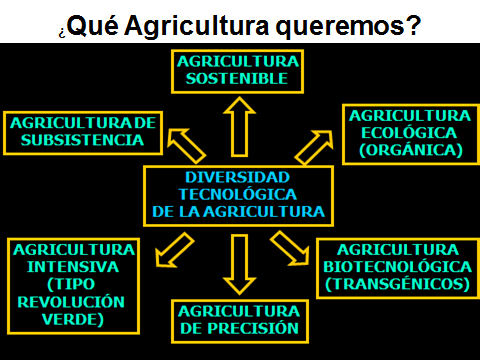 ¿Qué Agricultura queremos?
AGRICULTURA
SOSTENIBLE
AGRICULTURA DE
SUBSISTENCIA
AGRICULTURA
ECOLÓGICA
(ORGÁNICA)
DIVERSIDAD
TECNOLÓGICA
DE LA AGRICULTURA
AGRICULTURA
INTENSIVA
(TIPO
REVOLUCIÓN
VERDE)
AGRICULTURA
DE PRECISIÓN
AGRICULTURA
BIOTECNOLÓGICA
(TRANSGÉNICOS)